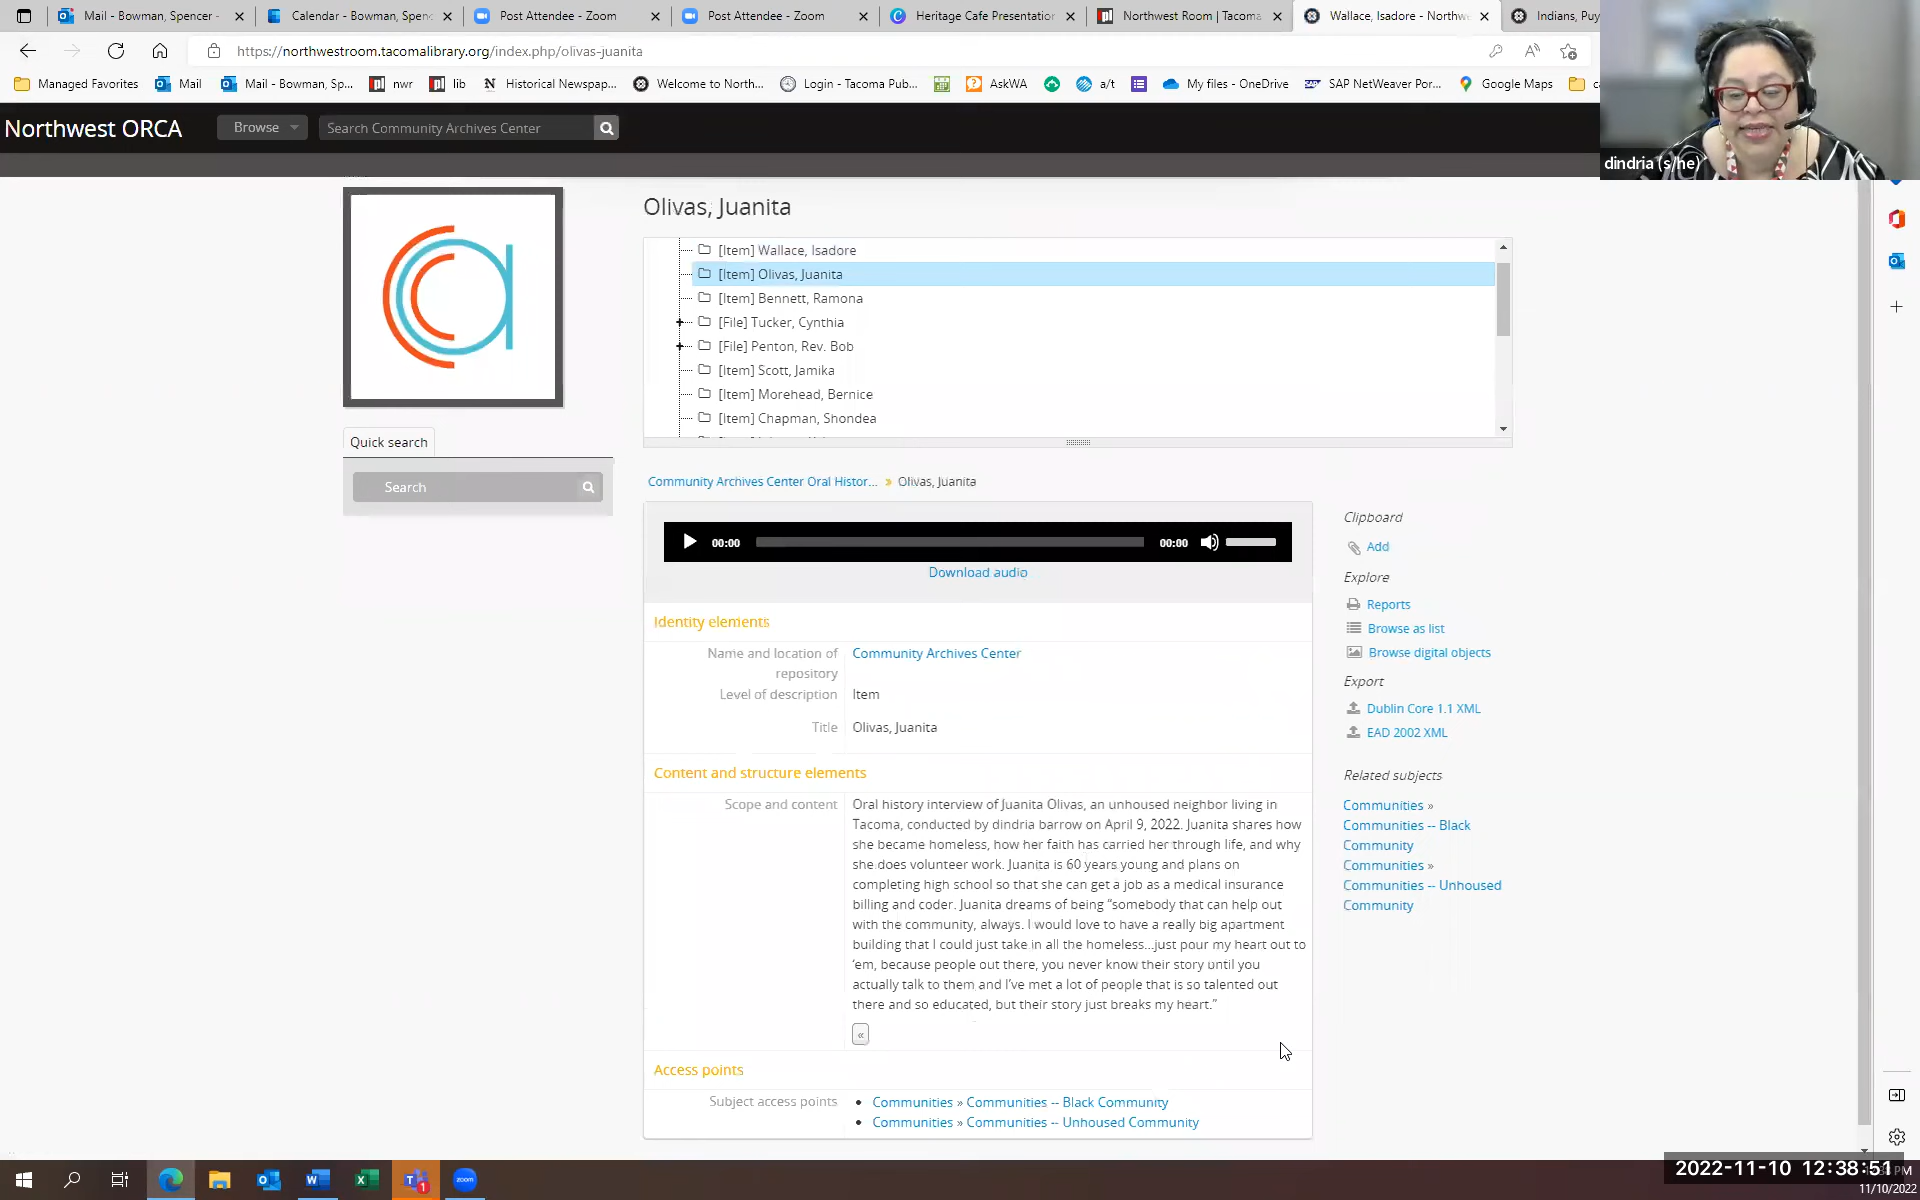 Mail - Bowman, Spencer -
Calendar - Bowman, Spenc
Post Attendee - Zoom
Post Attendee - Zoom
Heritage Cafe Presentation
Northwest Room | Tacoma
Wallace, Isadore - Northw
Indians, Puy
https://northwestroom.tacomalibrary.org/index.php/olivas-juanita
Managed Favorites
Mail
Mail - Bowman, Sp...
nwr
lib
Historical Newspap...
Welcome to North...
Login - Tacoma Pub...
AskWA
a/t
My files - OneDrive
SAP NetWeaver Por...
Google Maps
Northwest ORCA
Browse
Search Community Archives Center
dindria (s/he)
Olivas, Juanita
[Item] Wallace, Isadore
[Item] Olivas, Juanita
[Item] Bennett, Ramona
[File] Tucker, Cynthia
[File] Penton, Rev. Bob
[Item] Scott, Jamika
[Item] Morehead, Bernice
[Item] Chapman, Shondea
Quick search
Search
Community Archives Center Oral Histor... » Olivas, Juanita
00:00
00:00
Download audio
Identity elements
Name and location of
repository
Community Archives Center
Level of description
Item
Title
Olivas, Juanita
Content and structure elements
Scope and content
Oral history interview of Juanita Olivas, an unhoused neighbor living in
Tacoma, conducted by dindria barrow on April 9, 2022. Juanita shares how
she became homeless, how her faith has carried her through life, and why
she does volunteer work. Juanita is 60 years young and plans on
completing high school so that she can get a job as a medical insurance
billing and coder. Juanita dreams of being “somebody that can help out
with the community, always. I would love to have a really big apartment
building that I could just take in all the homeless...just pour my heart out to
‘em, because people out there, you never know their story until you
actually talk to them and I’ve met a lot of people that is so talented out
there and so educated, but their story just breaks my heart.”
«
Access points
Subject access points
Communities » Communities -- Black Community
Communities » Communities -- Unhoused Community
Clipboard
Add
Explore
Reports
Browse as list
Browse digital objects
Export
Dublin Core 1.1 XML
EAD 2002 XML
Related subjects
Communities »
Communities -- Black
Community
Communities »
Communities -- Unhoused
Community
2022-11-10 12:38:51
11/10/2022